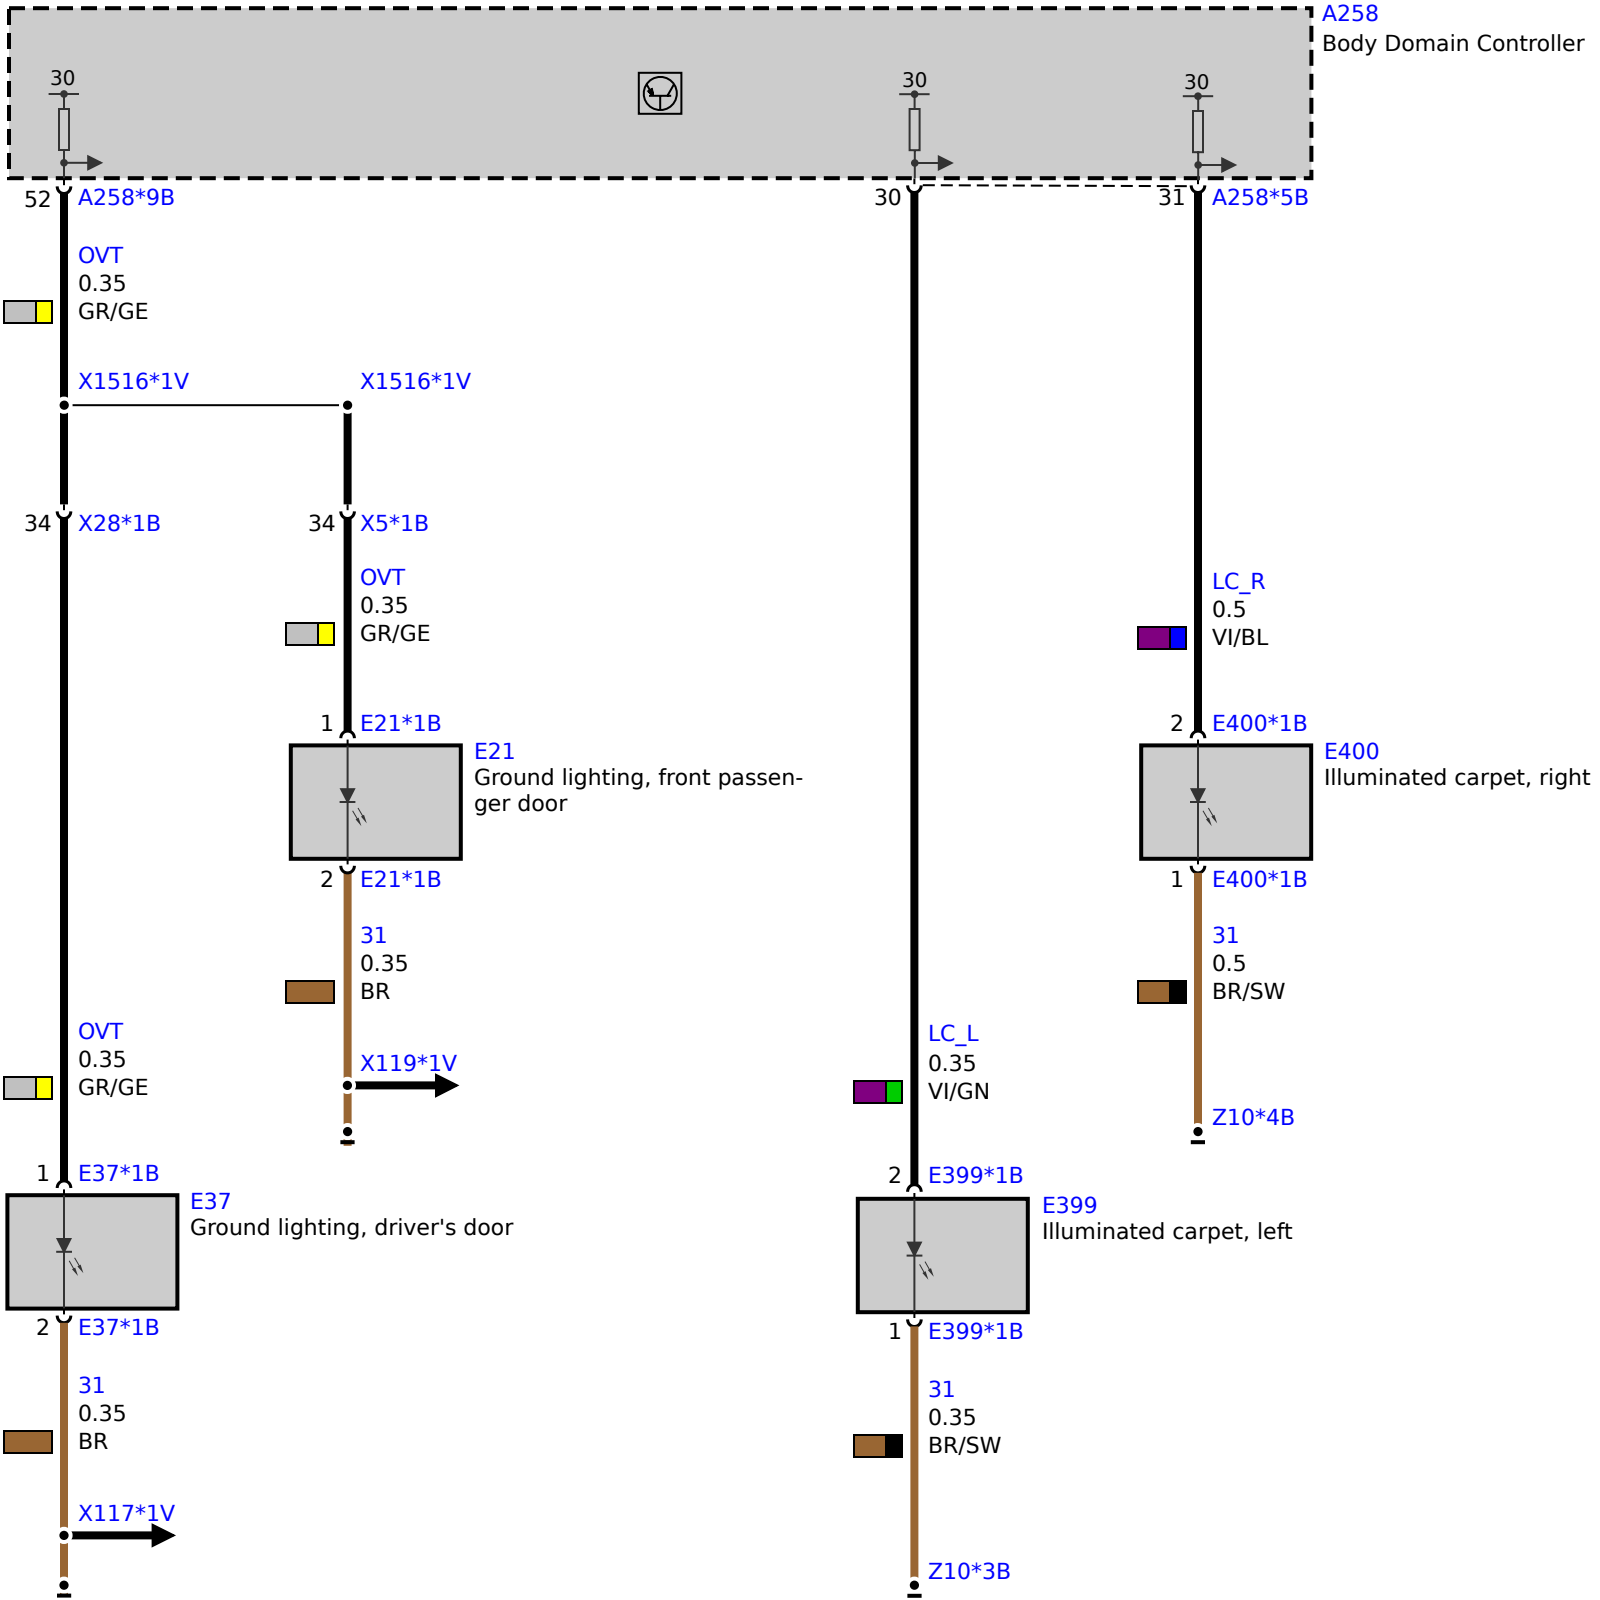 A258
Body Domain Controller
30
30
30
52
A258*9B
30
31
A258*5B
OVT
0.35
GR/GE
X1516*1V
X1516*1V
34
X28*1B
34
X5*1B
OVT
0.35
GR/GE
LC_R
0.5
VI/BL
1
E21*1B
2
E400*1B
E21
Ground lighting, front passen-
ger door
E400
Illuminated carpet, right
2
E21*1B
1
E400*1B
31
0.35
BR
31
0.5
BR/SW
OVT
0.35
GR/GE
X119*1V
LC_L
0.35
VI/GN
Z10*4B
1
E37*1B
2
E399*1B
E37
Ground lighting, driver's door
E399
Illuminated carpet, left
2
E37*1B
1
E399*1B
31
0.35
BR
31
0.35
BR/SW
X117*1V
Z10*3B